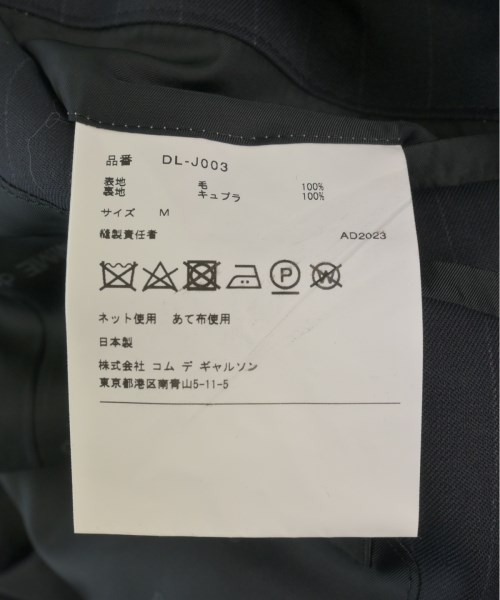 品番 DL-J003
表地 毛 100%
裏地 キュプラ 100%
サイズ M
縫製責任者 AD2023
P W
ネット使用 あて布使用
日本製
株式会社 コム デ ギャルソン
東京都港区南青山5-11-5